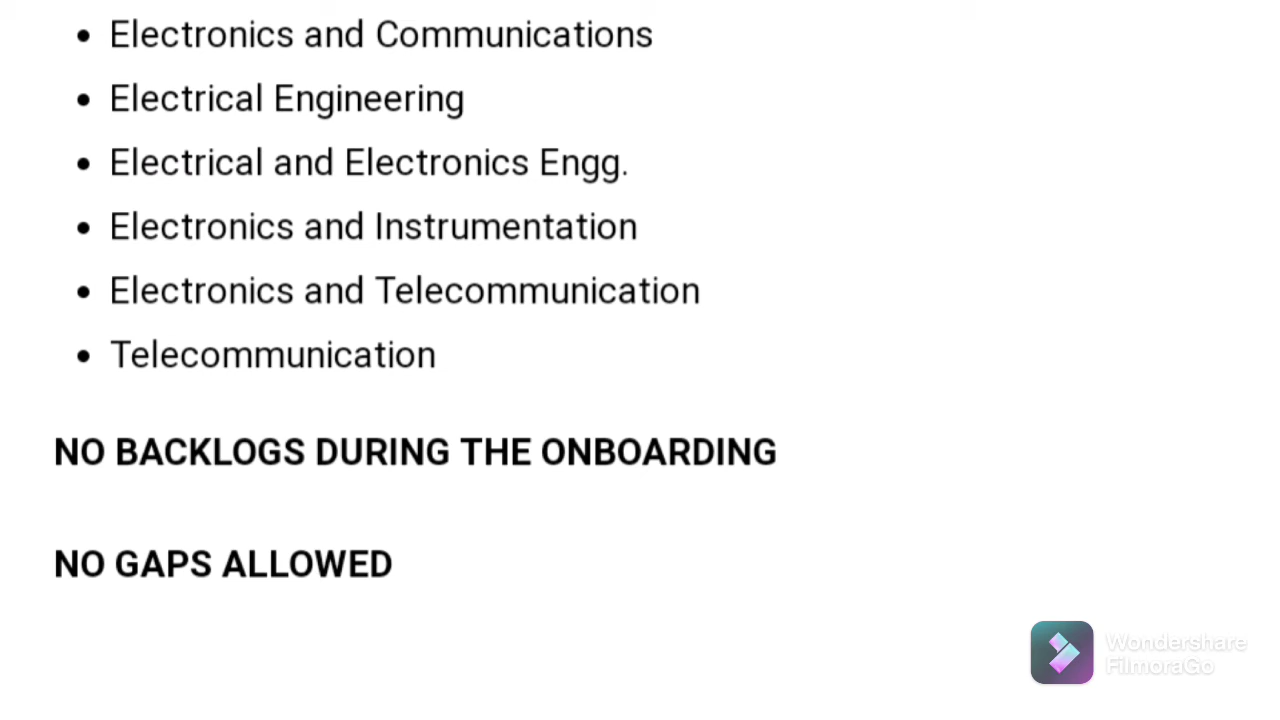 Electronics and Communications
Electrical Engineering
Electrical and Electronics Engg.
Electronics and Instrumentation
Electronics and Telecommunication
Telecommunication
NO BACKLOGS DURING THE ONBOARDING
NO GAPS ALLOWED
Wondershare
FilmoraGo